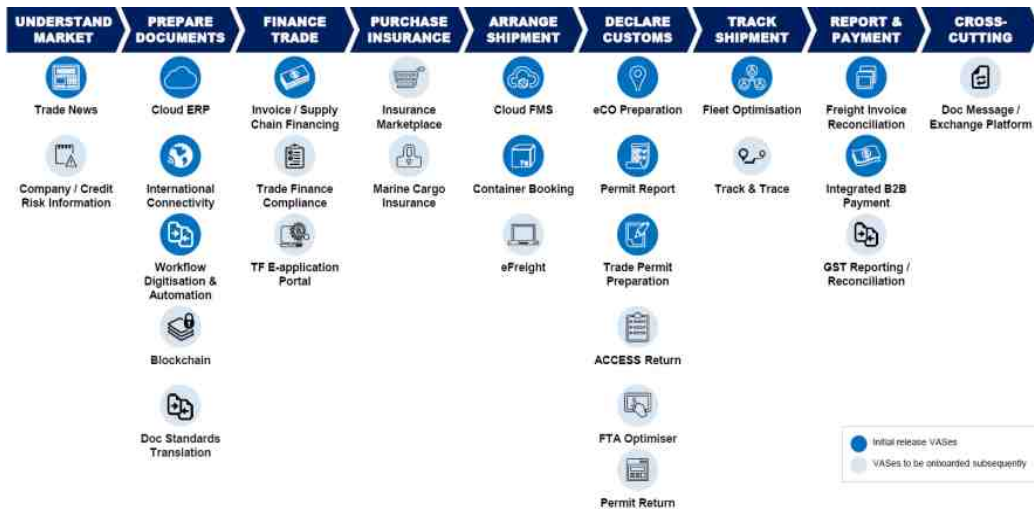 UNDERSTAND
MARKET
PREPARE
DOCUMENTS
FINANCE
TRADE
PURCHASE
INSURANCE
ARRANGE
SHIPMENT
DECLARE
CUSTOMS
TRACK
SHIPMENT
REPORT &
PAYMENT
CROSS-
CUTTING
Trade News
Cloud ERP
Invoice / Supply
Chain Financing
Insurance
Marketplace
Cloud FMS
eCO Preparation
Fleet Optimisation
Freight Invoice
Reconciliation
Doc Message /
Exchange Platform
Company / Credit
Risk Information
International
Connectivity
Trade Finance
Compliance
Marine Cargo
Insurance
Container Booking
Permit Report
Track & Trace
Integrated B2B
Payment
Workflow
Digitisation &
Automation
TF E-application
Portal
eFreight
Trade Permit
Preparation
GST Reporting /
Reconciliation
Blockchain
ACCESS Return
Doc Standards
Translation
FTA Optimiser
Permit Return
Initial release VASes
VASes to be onboarded subsequently